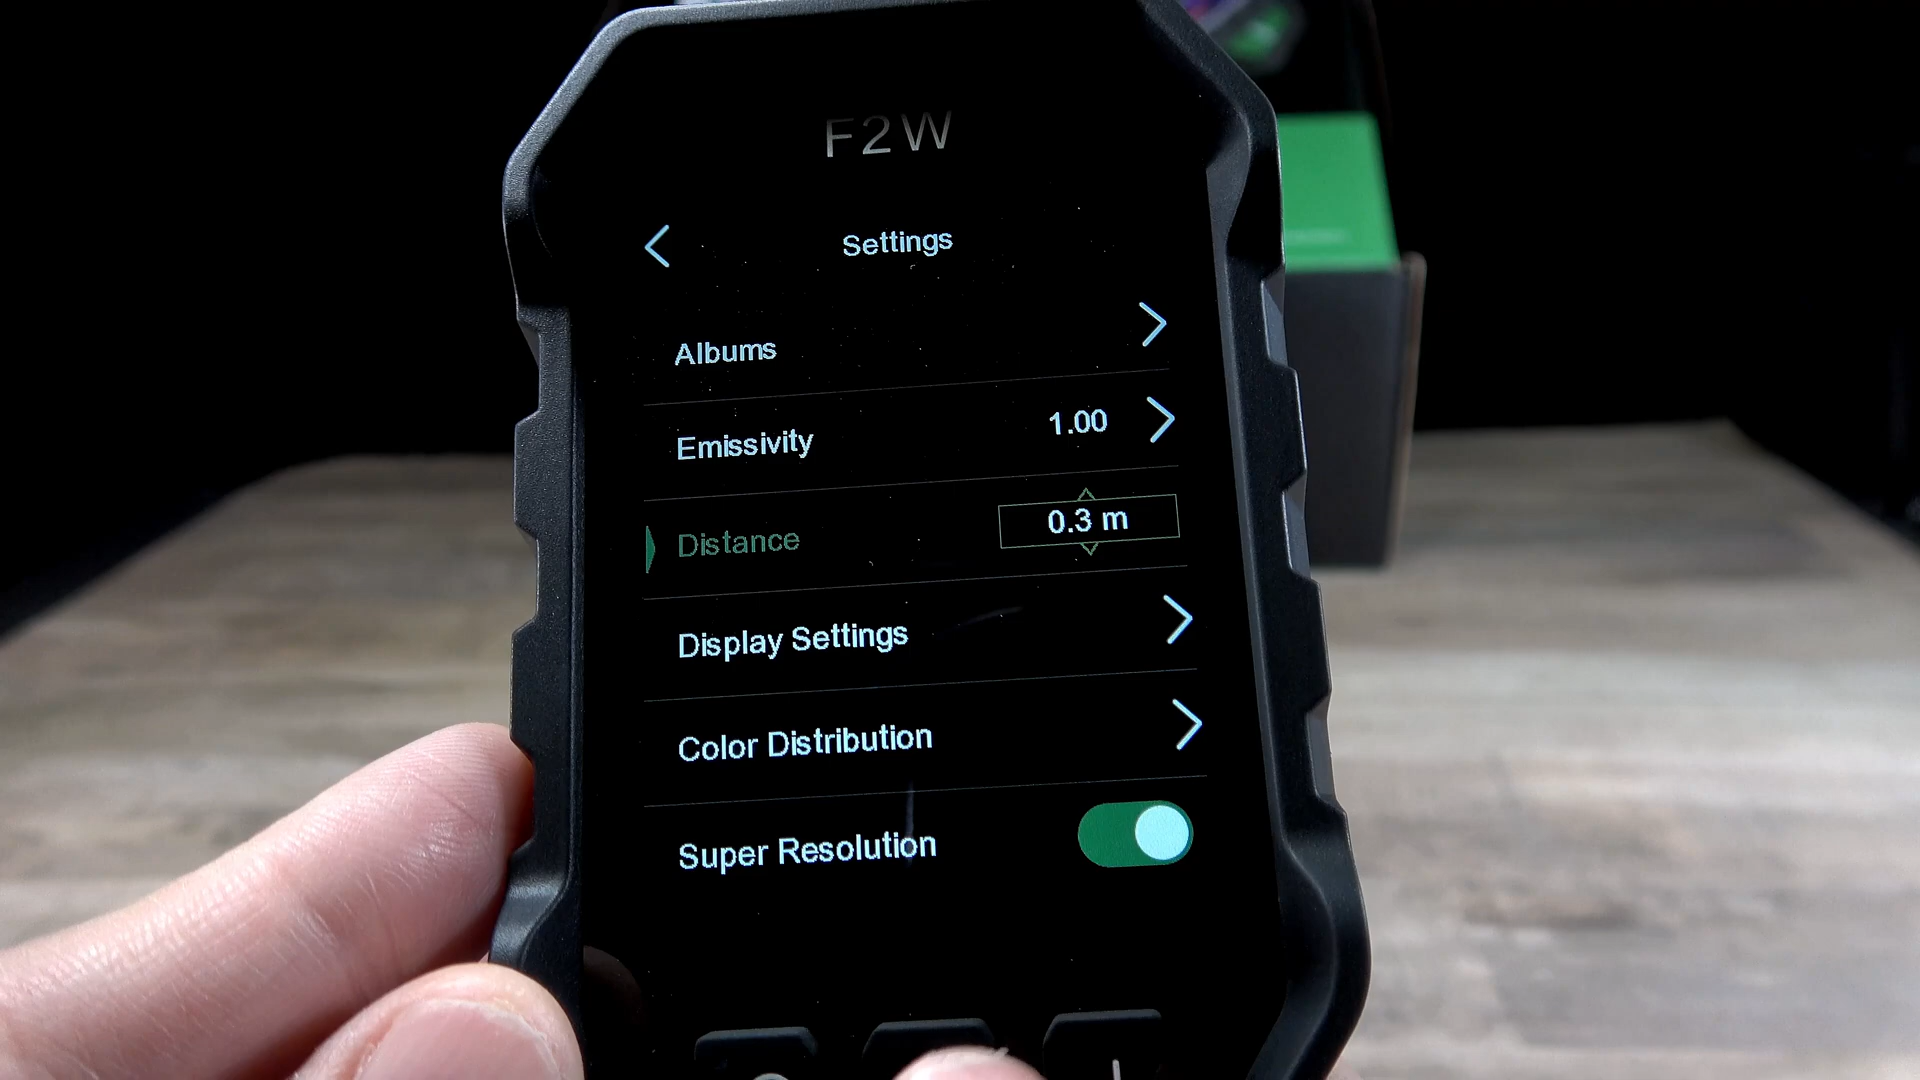 F2W
Settings
Albums
Emissivity 1.00
Distance 0.3 m
Display Settings
Color Distribution
Super Resolution